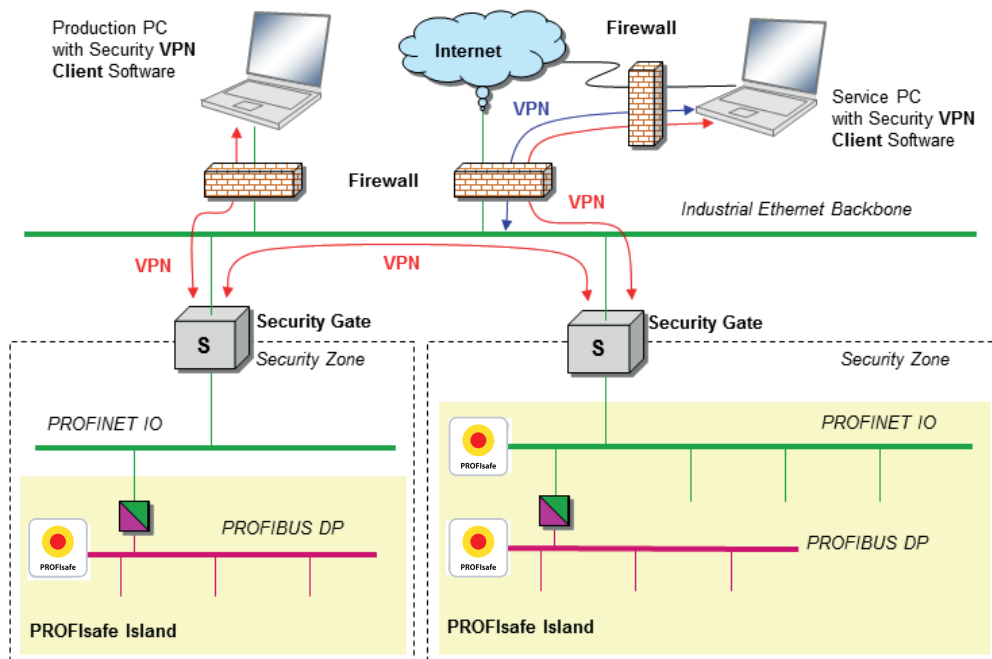 Production PC
with Security VPN
Client Software
Internet
Firewall
VPN
Service PC
with Security VPN
Client Software
Firewall
VPN
Industrial Ethernet Backbone
VPN
VPN
Security Gate
S
Security Zone
Security Gate
S
Security Zone
PROFINET IO
PROFIsafe
PROFIBUS DP
PROFIsafe Island
PROFINET IO
PROFIsafe
PROFIBUS DP
PROFIsafe
PROFIsafe Island